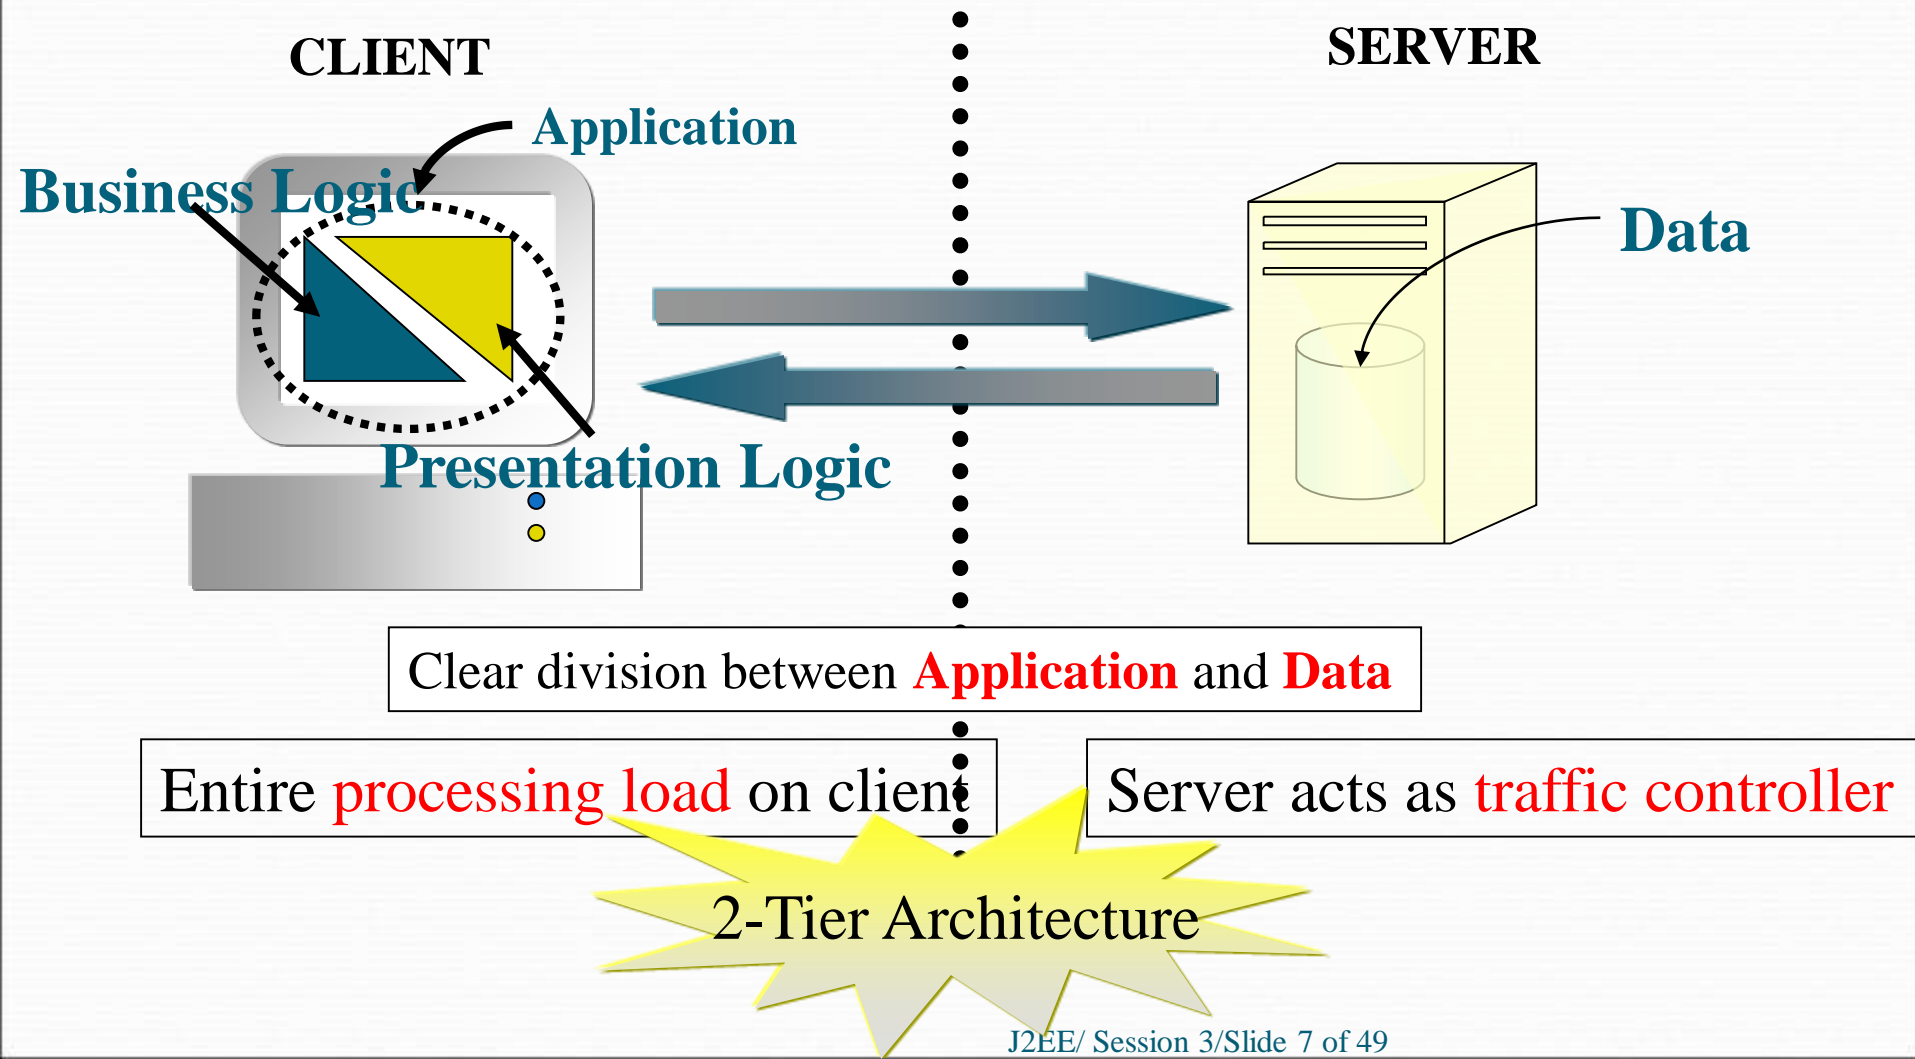 CLIENT
SERVER
Application
Business Logic
Data
Presentation Logic
Clear division between Application and Data
Entire processing load on client
Server acts as traffic controller
2-Tier Architecture
J2EE/ Session 3/Slide 7 of 49